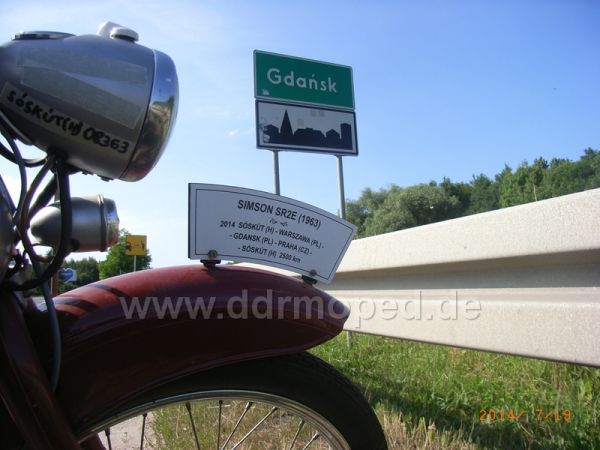 Gdańsk
SÓSKÚT(H) OR363
SIMSON SR2E (1963)
2014 SÓSKÚT (H) - WARSZAWA (PL) -
- GDANSK (PL) - PRAHA (CZ) -
- SÓSKÚT (H) 2500 km
www.ddrmoped.de
2014/7/19